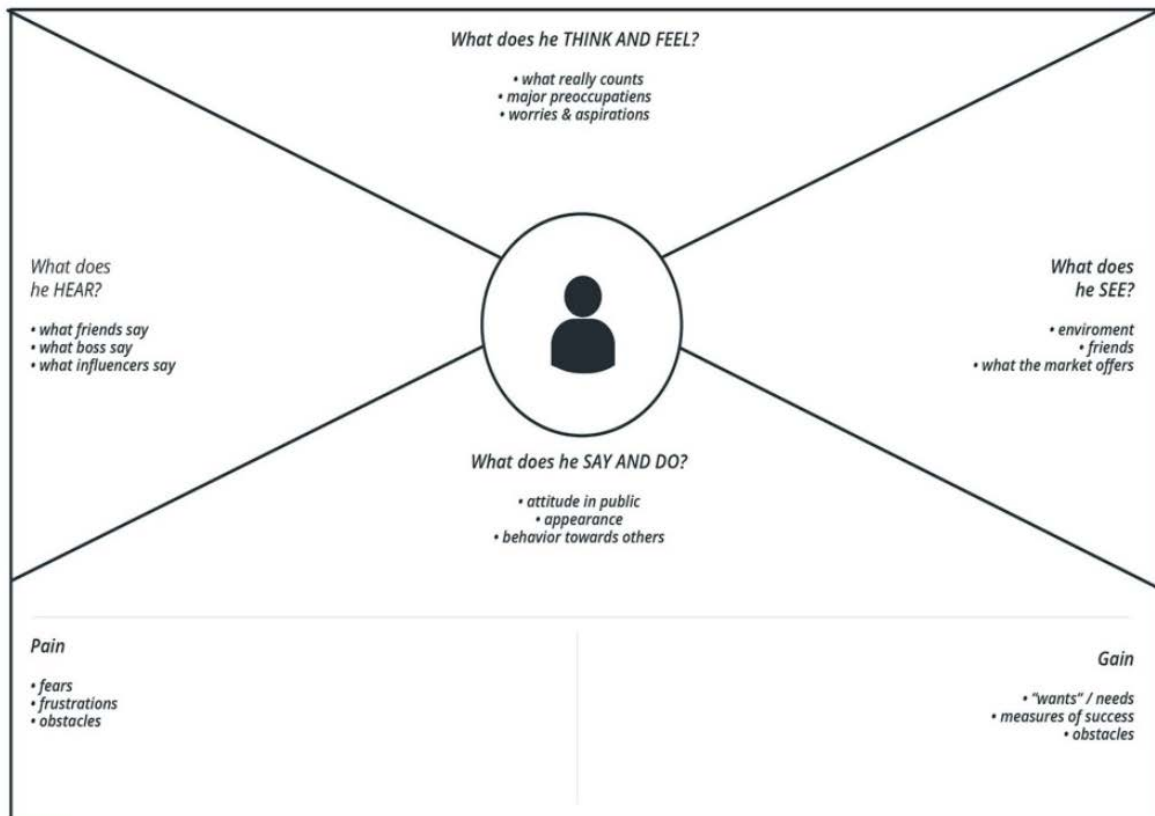 What does he THINK AND FEEL?
• what really counts
• major preoccupatiens
• worries & aspirations
What does
he HEAR?
• what friends say
• what boss say
• what influencers say
What does
he SEE?
• enviroment
• friends
• what the market offers
What does he SAY AND DO?
• attitude in public
• appearance
• behavior towards others
Pain
• fears
• frustrations
• obstacles
Gain
• "wants" / needs
• measures of success
• obstacles